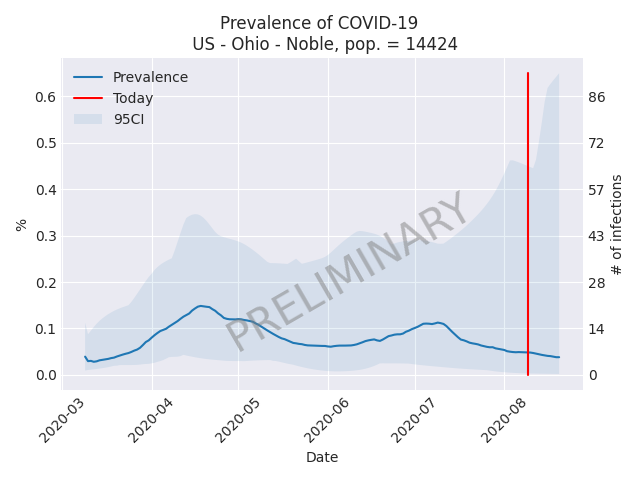 Prevalence of COVID-19
US - Ohio - Noble, pop. = 14424
Prevalence
Today
95CI
0.6
0.5
0.4
0.3
0.2
0.1
0.0
%
86
72
57
43
28
14
0
# of infections
PRELIMINARY
2020-03
2020-04
2020-05
2020-06
2020-07
2020-08
Date